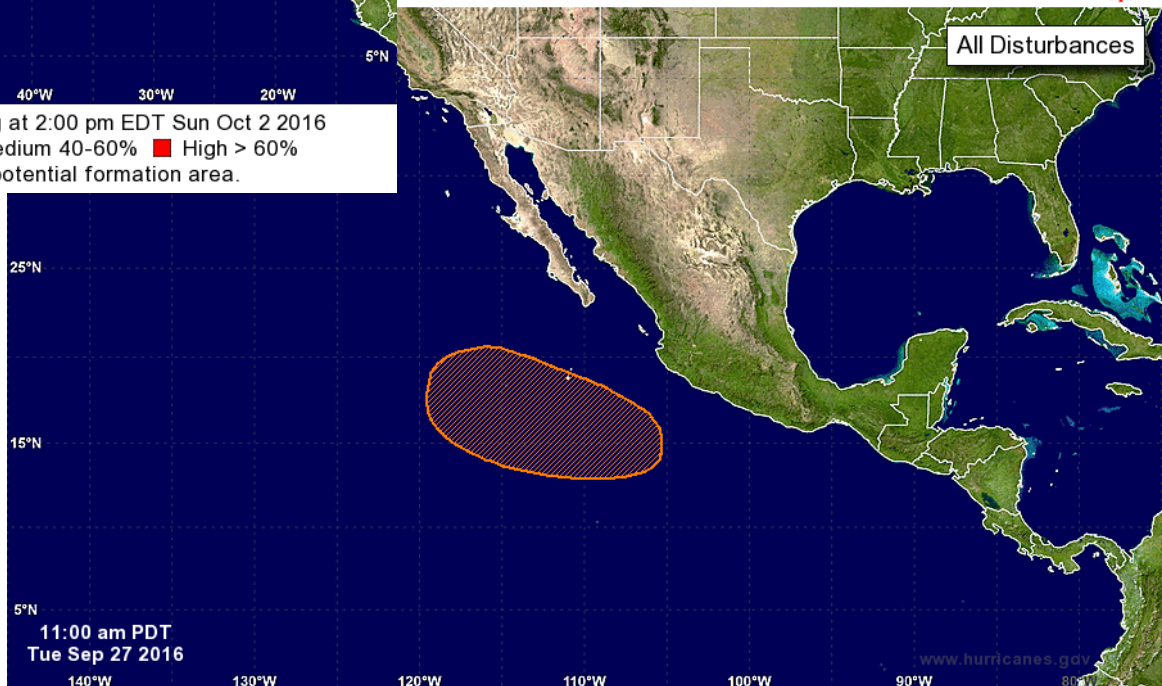 All Disturbances
5°N
40°W 30°W 20°W
at 2:00 pm EDT Sun Oct 2 2016
40-60% High > 60%
potential formation area.
25°N
15°N
5°N
11:00 am PDT
Tue Sep 27 2016
www.hurricanes.gov
140°W 130°W 120°W 110°W 100°W 90°W 80°W